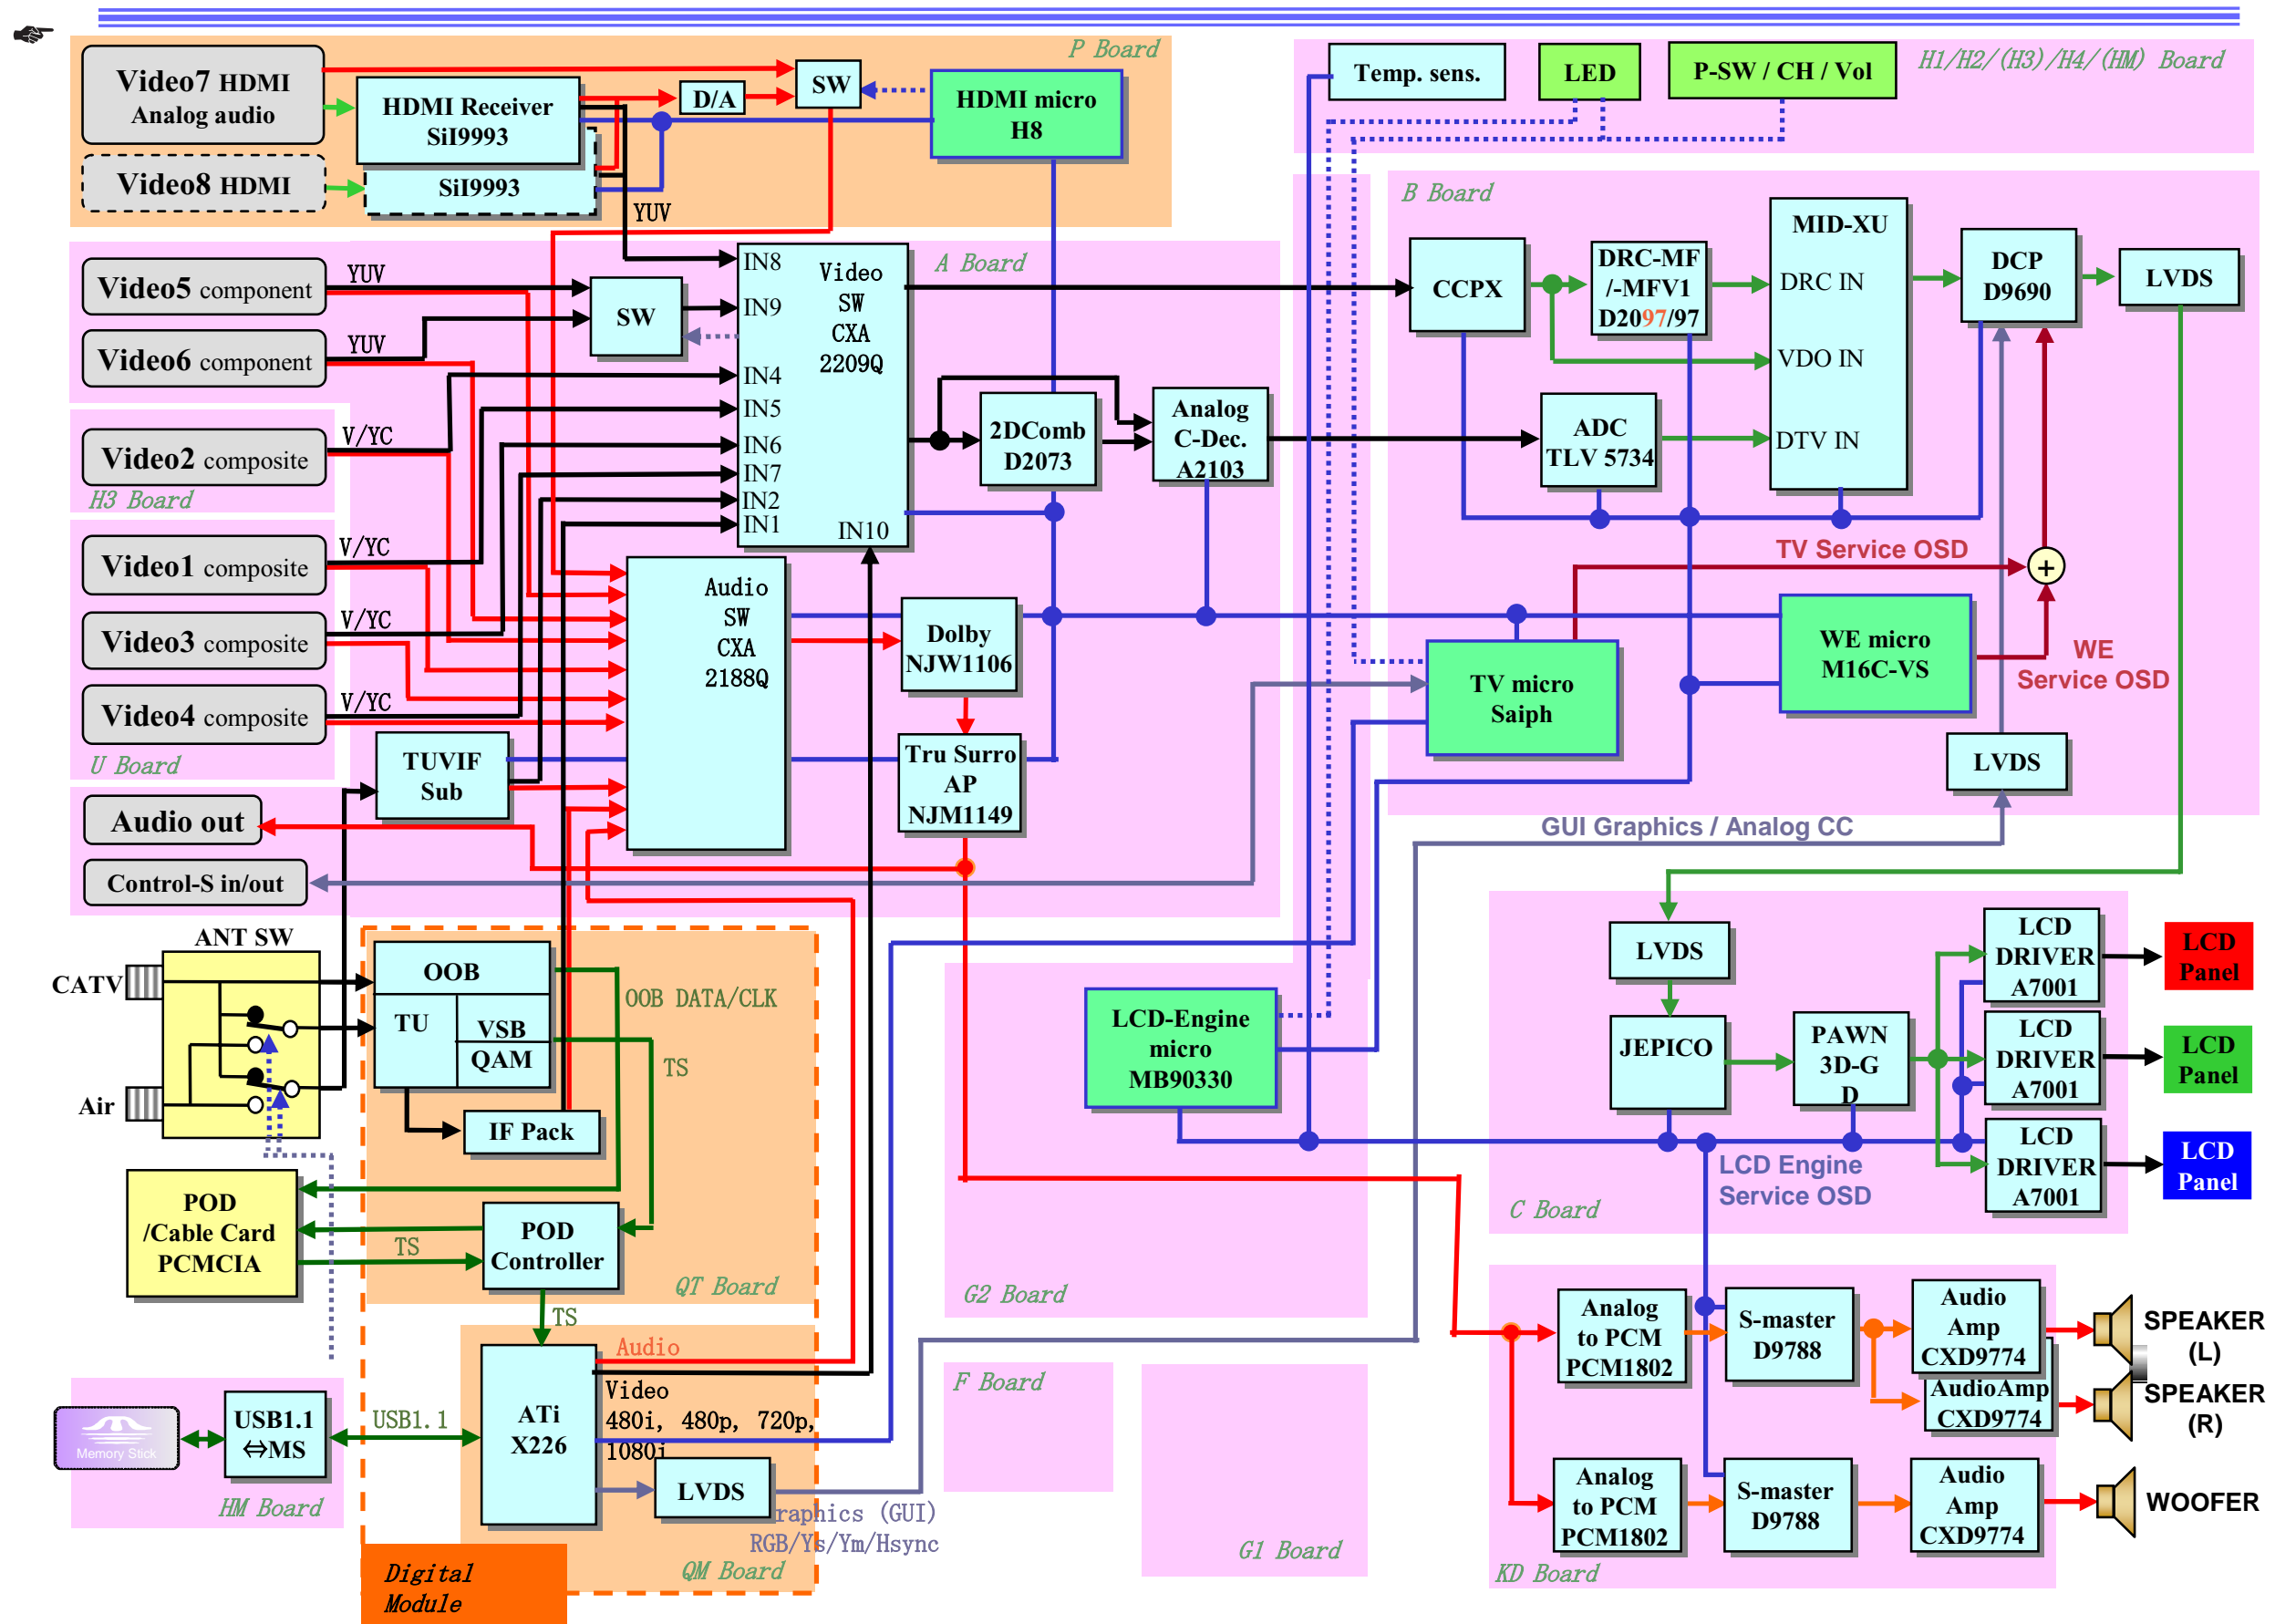 P Board
Video7 HDMI
Analog audio
HDMI Receiver
SiI9993
D/A
SW
HDMI micro
H8
Video8 HDMI
SiI9993
YUV
Temp. sens.
LED
P-SW / CH / Vol
H1/H2/(H3)/H4/(HM) Board
A Board
Video5 component
YUV
Video6 component
YUV
SW
IN8
IN9
IN4
IN5
IN6
IN7
IN2
IN1
IN10
Video
SW
CXA
2209Q
Video2 composite
V/YC
H3 Board
Video1 composite
V/YC
Video3 composite
V/YC
Video4 composite
V/YC
U Board
2DComb
D2073
Analog
C-Dec.
A2103
Audio
SW
CXA
2188Q
Dolby
NJW1106
Tru Surro
AP
NJM1149
TUVIF
Sub
Audio out
Control-S in/out
B Board
CCPX
DRC-MF
/-MFV1
D2097/97
MID-XU
DRC IN
VDO IN
DTV IN
DCP
D9690
LVDS
ADC
TLV 5734
TV Service OSD
+
WE micro
M16C-VS
WE
Service OSD
TV micro
Saiph
LVDS
GUI Graphics / Analog CC
ANT SW
CATV
Air
OOB
TU
VSB
QAM
IF Pack
OOB DATA/CLK
TS
POD
/Cable Card
PCMCIA
TS
POD
Controller
QT Board
TS
ATi
X226
Audio
Video
480i, 480p, 720p,
1080i
LVDS
raphics (GUI)
RGB/Ys/Ym/Hsync
QM Board
Digital
Module
Memory Stick
USB1.1
⇔MS
USB1.1
HM Board
LCD-Engine
micro
MB90330
G2 Board
F Board
G1 Board
LVDS
JEPICO
PAWN
3D-G
D
LCD
DRIVER
A7001
LCD
DRIVER
A7001
LCD
DRIVER
A7001
LCD
Panel
LCD
Panel
LCD
Panel
LCD Engine
Service OSD
C Board
Analog
to PCM
PCM1802
S-master
D9788
Audio
Amp
CXD9774
AudioAmp
CXD9774
SPEAKER
(L)
SPEAKER
(R)
Analog
to PCM
PCM1802
S-master
D9788
Audio
Amp
CXD9774
WOOFER
KD Board